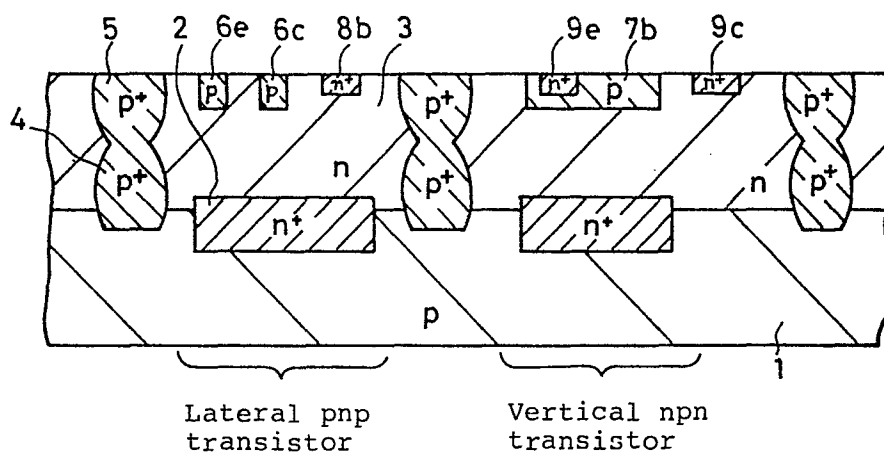 5 2 6e 6c 8b 3 9e 7b 9c
p+ p p n+ p+ n+ p n+ p+
4
p+ n p+ n p+
n+ n+
p
1
Lateral pnp Vertical npn
transistor transistor